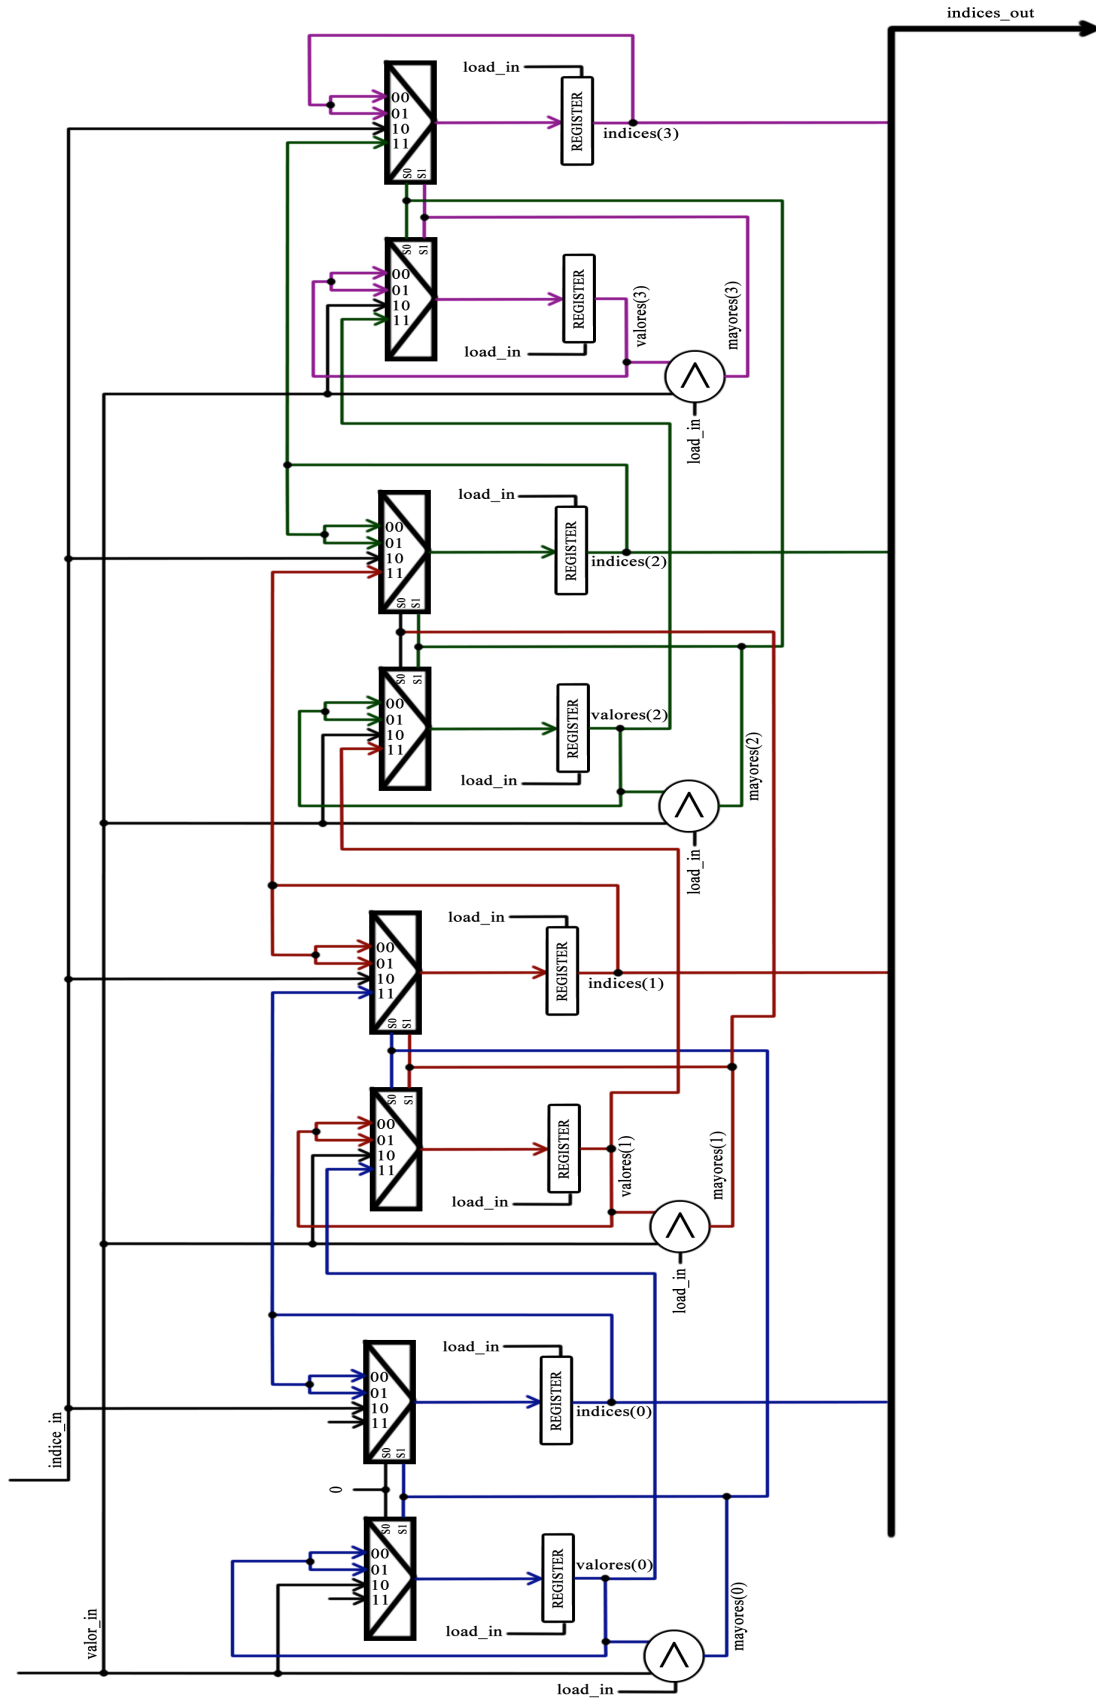 indices_out
load_in
REGISTER
00
01
10
11
indices(3)
S0
S1
S0
S1
00
01
10
11
REGISTER
valores(3)
mayores(3)
load_in
load_in
load_in
REGISTER
00
01
10
11
indices(2)
S0
S1
S0
S1
00
01
10
11
REGISTER
valores(2)
mayores(2)
load_in
load_in
load_in
REGISTER
00
01
10
11
indices(1)
S0
S1
S0
S1
00
01
10
11
REGISTER
valores(1)
mayores(1)
load_in
load_in
load_in
REGISTER
00
01
10
11
indices(0)
indice_in
S0
S1
0
S0
S1
00
01
10
11
REGISTER
valores(0)
mayores(0)
valor_in
load_in
load_in